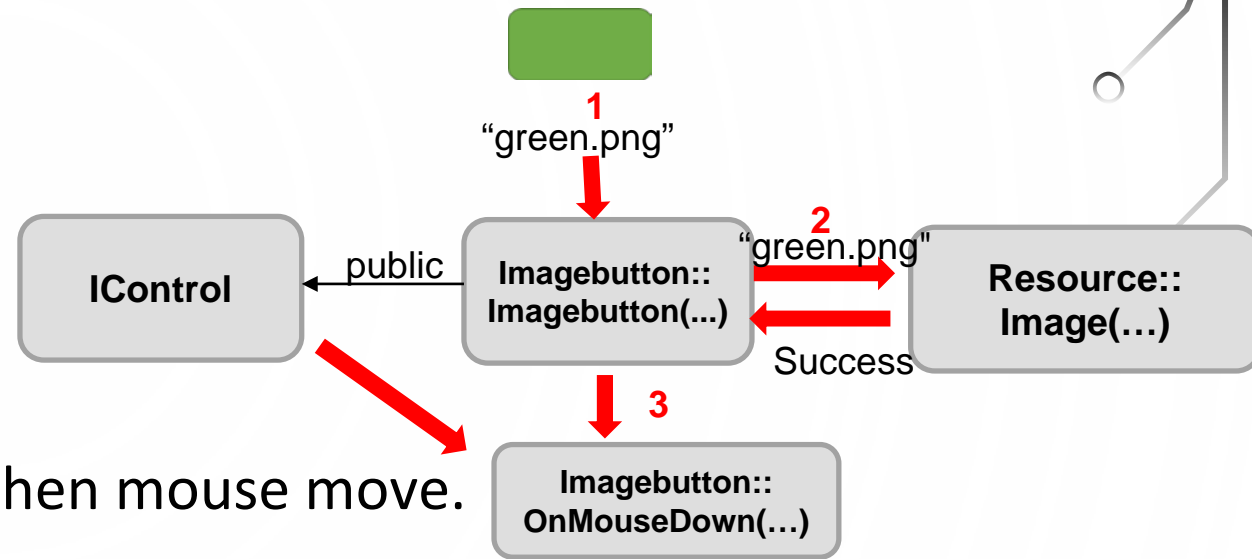 1
“green.png”
2
“green.png”
IControl
public
Imagebutton::
Imagebutton(...)
Resource::
Image(…)
Success
3
hen mouse move.
Imagebutton::
OnMouseDown(…)